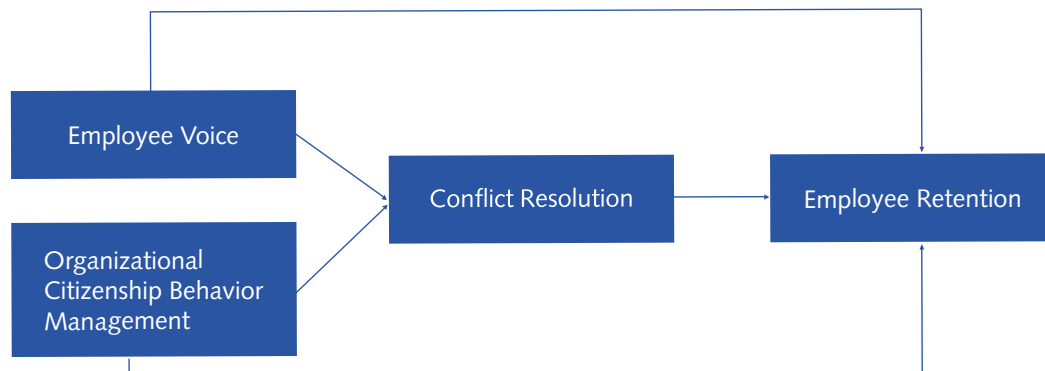 Employee Voice
Conflict Resolution
Employee Retention
Organizational
Citizenship Behavior
Management